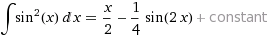 ∫sin²(x) dx = x/2 − 1/4 sin(2 x) + constant